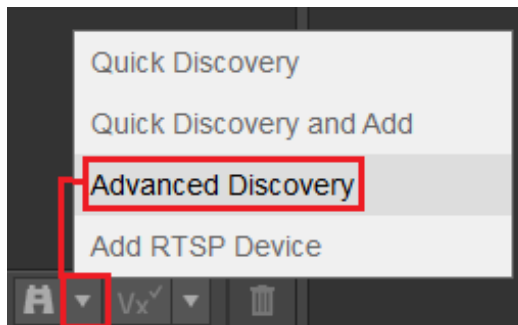 Quick Discovery
Quick Discovery and Add
Advanced Discovery
Add RTSP Device
Vx